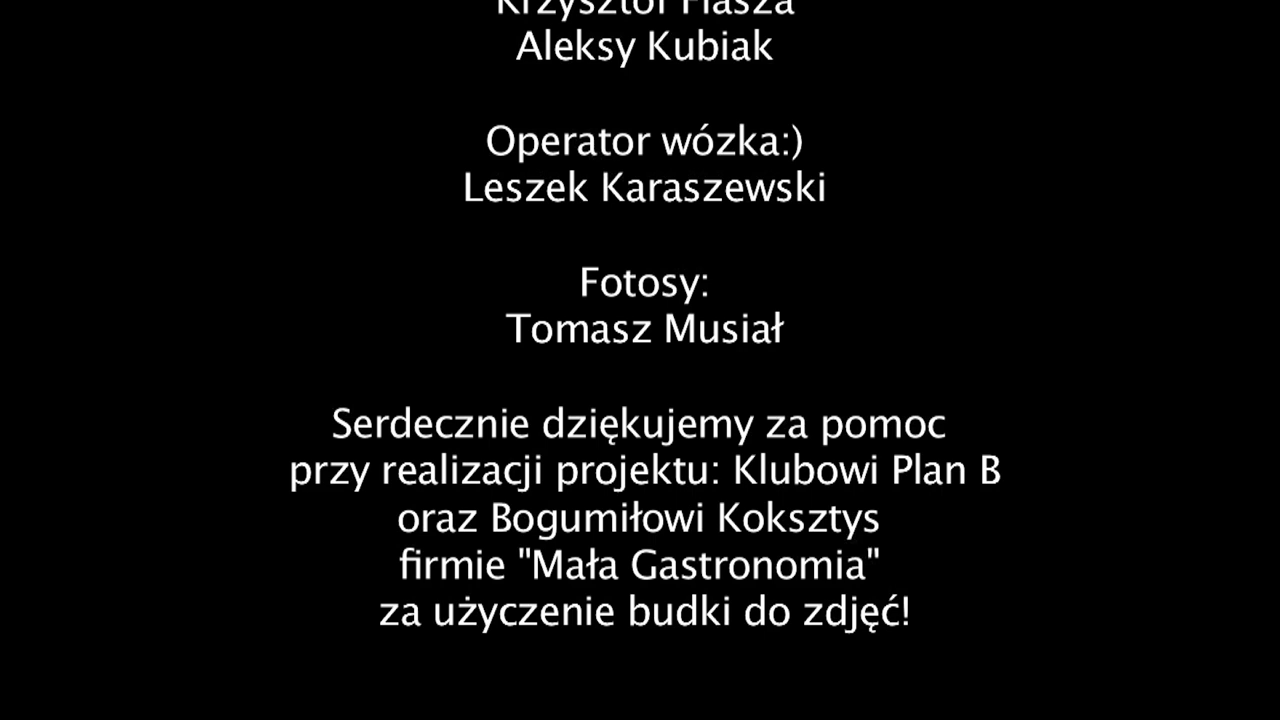 Krzysztof
Aleksy Kubiak
Operator wózka:)
Leszek Karaszewski
Fotosy:
Tomasz Musiał
Serdecznie dziękujemy za pomoc
przy realizacji projektu: Klubowi Plan B
oraz Bogumiłowi Koksztys
firmie "Mała Gastronomia"
za użyczenie budki do zdjęć!